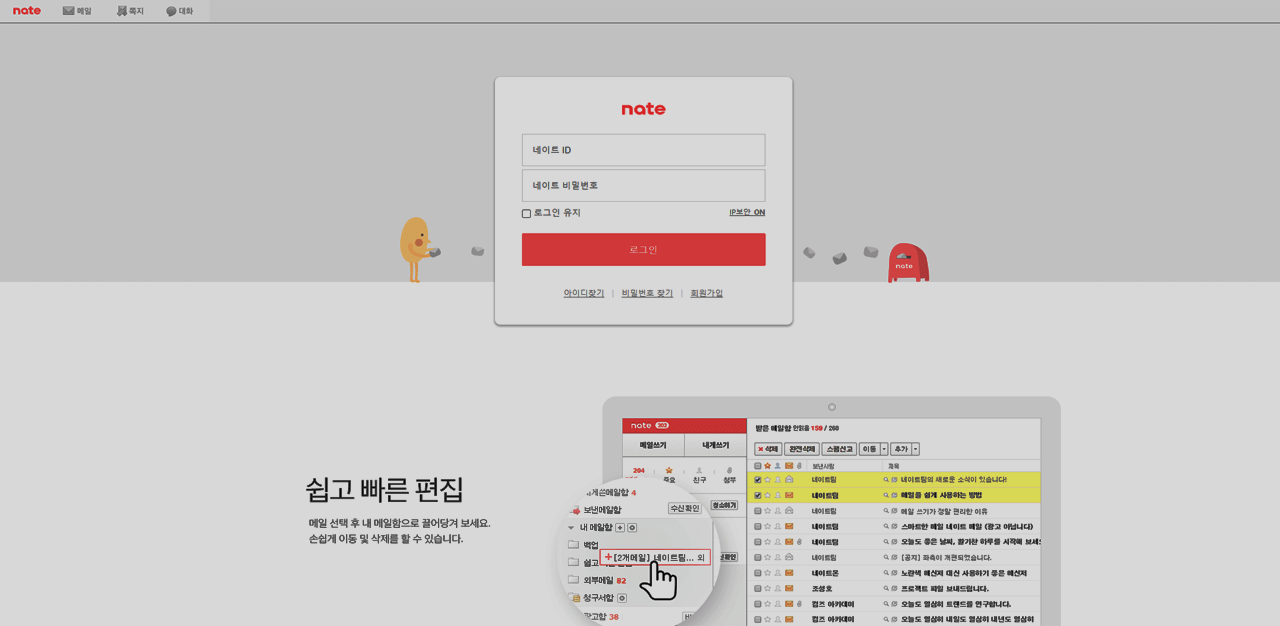 nate 메일 쪽지 대화
nate
네이트 ID
네이트 비밀번호
로그인 유지 IP보안 ON
로그인
아이디찾기 | 비밀번호 찾기 | 회원가입
nate
쉽고 빠른 편집
메일 선택 후 내 메일함으로 끌어당겨 보세요.
손쉽게 이동 및 삭제를 할 수 있습니다.
nate 203
메일쓰기 내게쓰기
204
중요 친구 첨부
내게쓴메일함 4
보낸메일함 수신확인
내 메일함
백업
+[2개메일] 네이트팀... 의
외부메일 82
청구서함
광고함 38
받은 메일함 안읽음 159 / 268
삭제 완전삭제 스팸신고 이동 추가
보낸사람 제목
네이트팀 네이트팀의 새로운 소식이 있습니다!
네이트팀 메일을 쉽게 사용하는 방법
네이트팀 메일 쓰기가 정말 편리한 이유
네이트팀 스마트한 메일 네이트 메일 (광고 아닙니다)
네이트팀 오늘도 좋은 날씨, 활기찬 하루를 시작해 보세
네이트팀 [공지] 좌측이 개편되었습니다.
네이트온 노란색 메신저 대신 사용하기 좋은 메신저
조성호 프로젝트 파일 보내드립니다.
컴즈 아카데미 오늘도 열심히 트랜드를 연구합니다.
컴즈 아카데미 오늘도 열심히 내일도 열심히 내년도 열심히